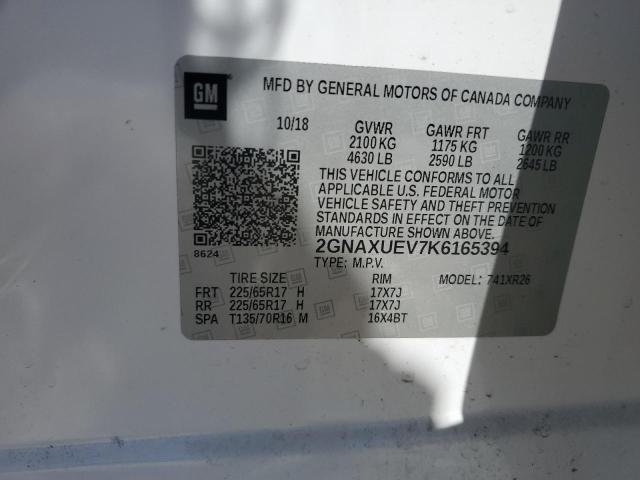 GM
MFD BY GENERAL MOTORS OF CANADA COMPANY
10/18 GVWR GAWR FRT GAWR RR
2100 KG 1175 KG 1200 KG
4630 LB 2590 LB 2645 LB
THIS VEHICLE CONFORMS TO ALL
APPLICABLE U.S. FEDERAL MOTOR
VEHICLE SAFETY AND THEFT PREVENTION
STANDARDS IN EFFECT ON THE DATE OF
MANUFACTURE SHOWN ABOVE.
8624 2GNAXUEV7K6165394
TYPE: M.P.V. MODEL: 741XR26
TIRE SIZE RIM
FRT 225/65R17 H 17X7J
RR 225/65R17 H 17X7J
SPA T135/70R16 M 16X4BT